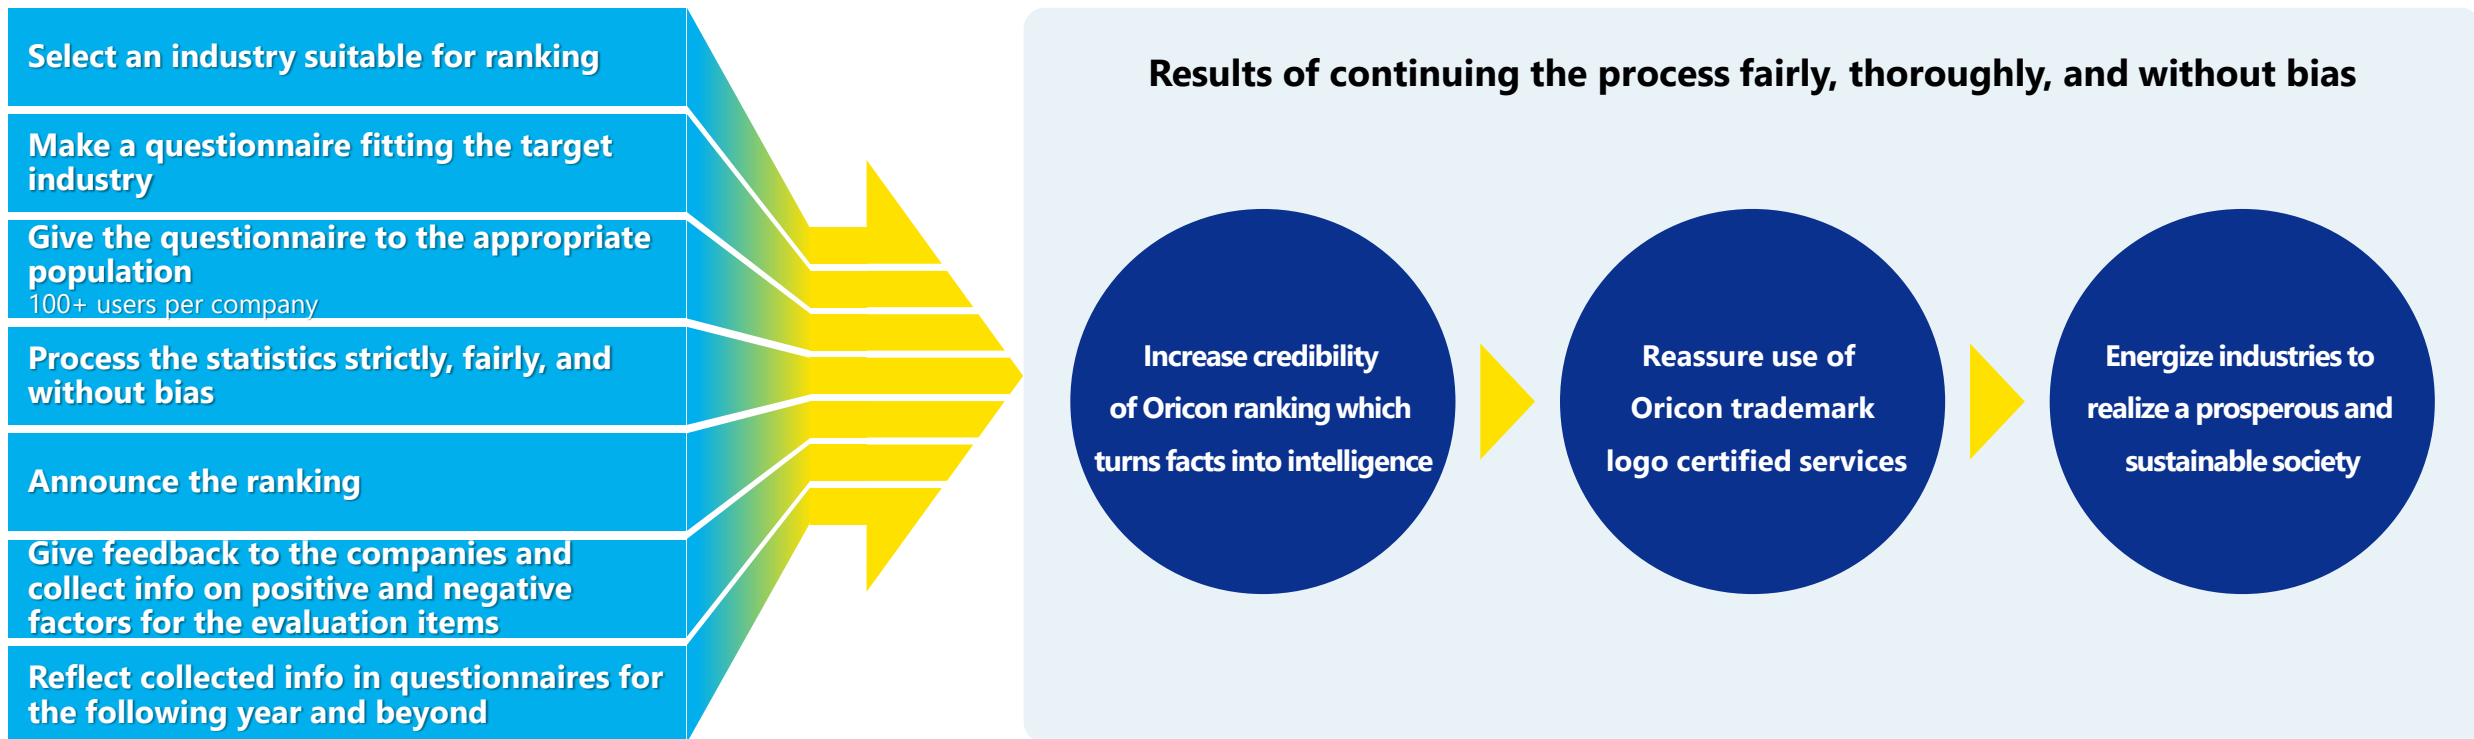 Select an industry suitable for ranking
Make a questionnaire fitting the target
industry
Give the questionnaire to the appropriate
population
100+ users per company
Process the statistics strictly, fairly, and
without bias
Announce the ranking
Give feedback to the companies and
collect info on positive and negative
factors for the evaluation items
Reflect collected info in questionnaires for
the following year and beyond
Results of continuing the process fairly, thoroughly, and without bias
Increase credibility
of Oricon ranking which
turns facts into intelligence
Reassure use of
Oricon trademark
logo certified services
Energize industries to
realize a prosperous and
sustainable society